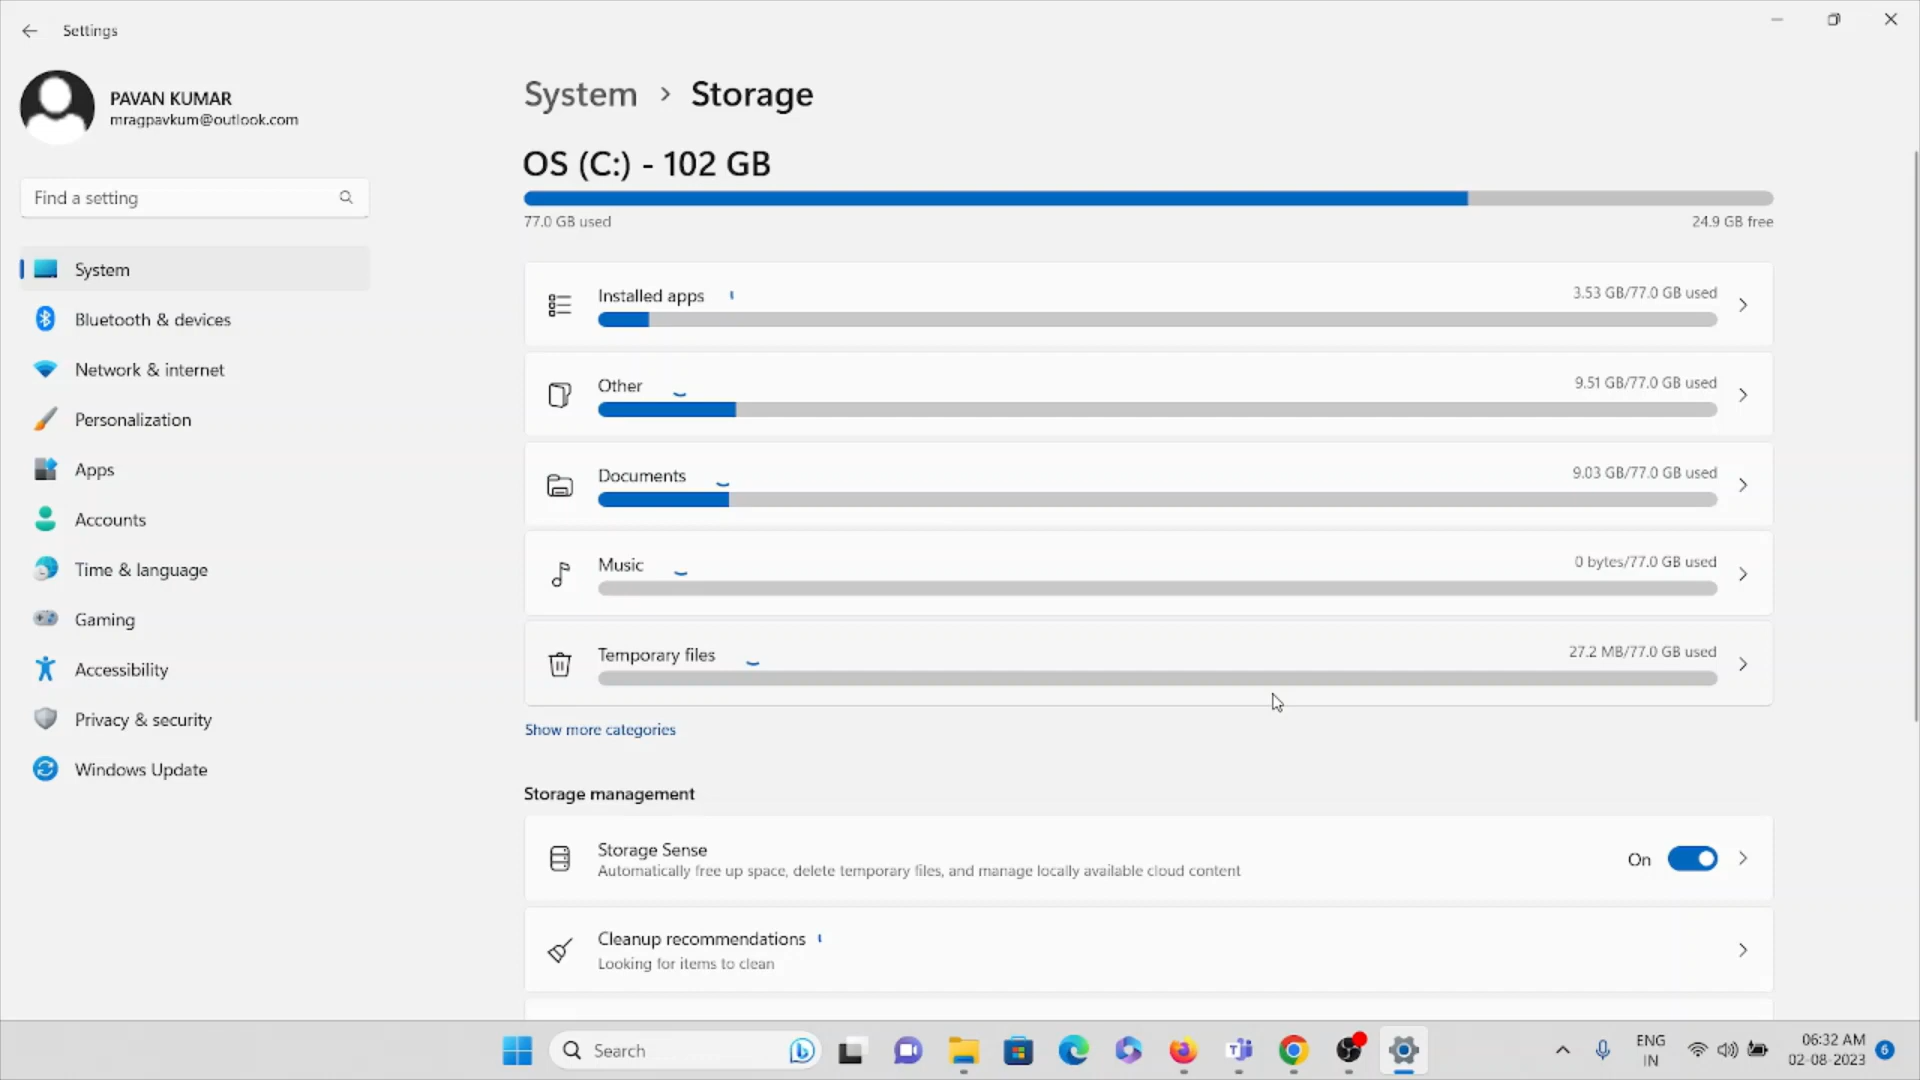 Settings
PAVAN KUMAR
mragpavkum@outlook.com
Find a setting
System
Bluetooth & devices
Network & internet
Personalization
Apps
Accounts
Time & language
Gaming
Accessibility
Privacy & security
Windows Update
System > Storage
OS (C:) - 102 GB
77.0 GB used 24.9 GB free
Installed apps 3.53 GB/77.0 GB used
Other 9.51 GB/77.0 GB used
Documents 9.03 GB/77.0 GB used
Music 0 bytes/77.0 GB used
Temporary files 27.2 MB/77.0 GB used
Show more categories
Storage management
Storage Sense
Automatically free up space, delete temporary files, and manage locally available cloud content
On
Cleanup recommendations
Looking for items to clean
Search
ENG
IN
06:32 AM
02-08-2023
6